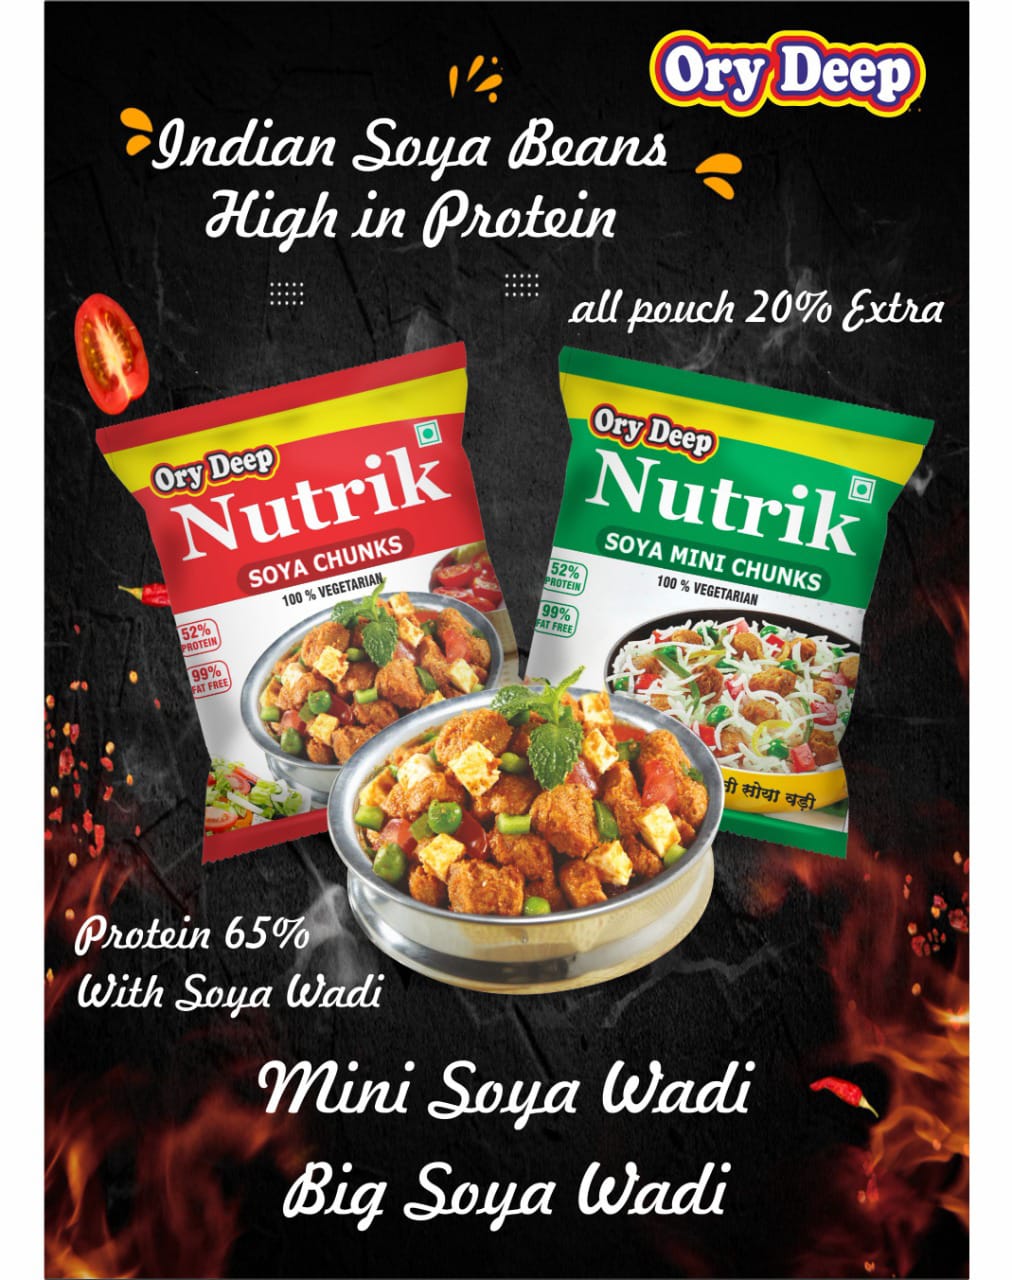 Ory Deep
Indian Soya Beans
High in Protein
all pouch 20% Extra
Ory Deep
Nutrik
SOYA CHUNKS
100 % VEGETARIAN
52%
PROTEIN
99%
FAT FREE
Ory Deep
Nutrik
SOYA MINI CHUNKS
100 % VEGETARIAN
52%
PROTEIN
99%
FAT FREE
सोया वड़ी
Protein 65%
With Soya Wadi
Mini Soya Wadi
Big Soya Wadi